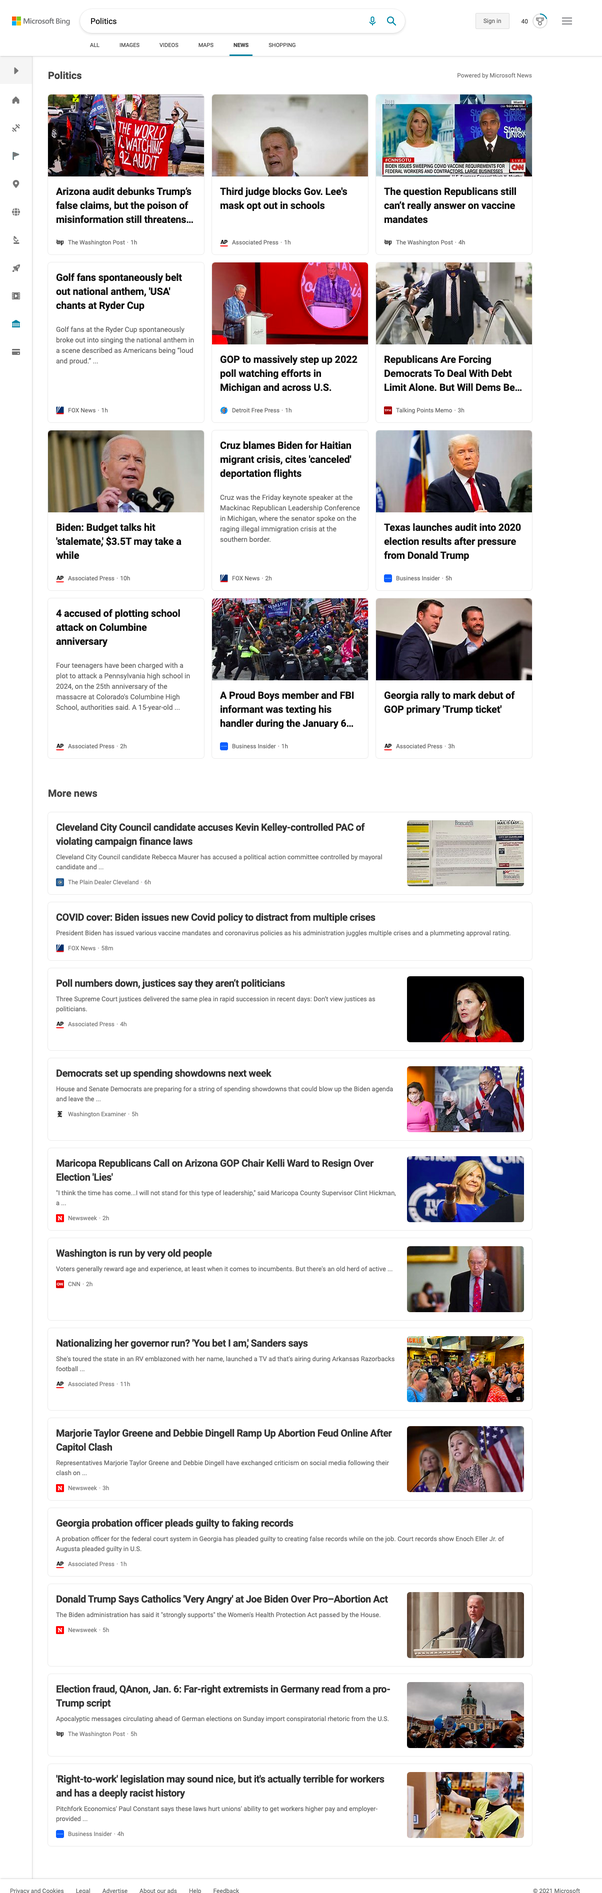 Microsoft Bing
Politics
Sign in
40
ALL
IMAGES
VIDEOS
MAPS
NEWS
SHOPPING
Politics
Powered by Microsoft News
THE WORLD
IS WATCHING
AZ AUDIT
Arizona audit debunks Trump's
false claims, but the poison of
misinformation still threatens...
wp The Washington Post · 1h
Third judge blocks Gov. Lee's
mask opt out in schools
AP Associated Press · 1h
#CNNSOTU
BIDEN ISSUES SWEEPING COVID VACCINE REQUIREMENTS FOR
FEDERAL WORKERS AND CONTRACTORS, LARGE BUSINESSES
CNN
The question Republicans still
can't really answer on vaccine
mandates
wp The Washington Post · 4h
Golf fans spontaneously belt
out national anthem, 'USA'
chants at Ryder Cup
Golf fans at the Ryder Cup spontaneously
broke out into singing the national anthem in
a scene described as Americans being "loud
and proud." ...
FOX News · 1h
GOP to massively step up 2022
poll watching efforts in
Michigan and across U.S.
Detroit Free Press · 1h
Republicans Are Forcing
Democrats To Deal With Debt
Limit Alone. But Will Dems Be...
Talking Points Memo · 3h
Biden: Budget talks hit
'stalemate,' $3.5T may take a
while
AP Associated Press · 10h
Cruz blames Biden for Haitian
migrant crisis, cites 'canceled'
deportation flights
Cruz was the Friday keynote speaker at the
Mackinac Republican Leadership Conference
in Michigan, where the senator spoke on the
raging illegal immigration crisis at the
southern border.
FOX News · 2h
Texas launches audit into 2020
election results after pressure
from Donald Trump
Business Insider · 5h
4 accused of plotting school
attack on Columbine
anniversary
Four teenagers have been charged with a
plot to attack a Pennsylvania high school in
2024, on the 25th anniversary of the
massacre at Colorado's Columbine High
School, authorities said. A 15-year-old ...
AP Associated Press · 2h
A Proud Boys member and FBI
informant was texting his
handler during the January 6...
Business Insider · 1h
Georgia rally to mark debut of
GOP primary 'Trump ticket'
AP Associated Press · 3h
More news
Cleveland City Council candidate accuses Kevin Kelley-controlled PAC of
violating campaign finance laws
Cleveland City Council candidate Rebecca Maurer has accused a political action committee controlled by mayoral
candidate and ...
The Plain Dealer Cleveland · 6h
COVID cover: Biden issues new Covid policy to distract from multiple crises
President Biden has issued various vaccine mandates and coronavirus policies as his administration juggles multiple crises and a plummeting approval rating.
FOX News · 58m
Poll numbers down, justices say they aren't politicians
Three Supreme Court justices delivered the same plea in rapid succession in recent days: Don't view justices as
politicians.
AP Associated Press · 4h
Democrats set up spending showdowns next week
House and Senate Democrats are preparing for a string of spending showdowns that could blow up the Biden agenda
and leave the ...
Washington Examiner · 5h
Maricopa Republicans Call on Arizona GOP Chair Kelli Ward to Resign Over
Election 'Lies'
"I think the time has come...I will not stand for this type of leadership," said Maricopa County Supervisor Clint Hickman,
a ...
N Newsweek · 2h
Washington is run by very old people
Voters generally reward age and experience, at least when it comes to incumbents. But there's an old herd of active ...
CNN CNN · 2h
Nationalizing her governor run? 'You bet I am,' Sanders says
She's toured the state in an RV emblazoned with her name, launched a TV ad that's airing during Arkansas Razorbacks
football ...
AP Associated Press · 11h
Marjorie Taylor Greene and Debbie Dingell Ramp Up Abortion Feud Online After
Capitol Clash
Representatives Marjorie Taylor Greene and Debbie Dingell have exchanged criticism on social media following their
clash on ...
N Newsweek · 3h
Georgia probation officer pleads guilty to faking records
A probation officer for the federal court system in Georgia has pleaded guilty to creating false records while on the job. Court records show Enoch Eller Jr. of
Augusta pleaded guilty in U.S.
AP Associated Press · 1h
Donald Trump Says Catholics 'Very Angry' at Joe Biden Over Pro–Abortion Act
The Biden administration has said it "strongly supports" the Women's Health Protection Act passed by the House.
N Newsweek · 5h
Election fraud, QAnon, Jan. 6: Far-right extremists in Germany read from a pro-
Trump script
Apocalyptic messages circulating ahead of German elections on Sunday import conspiratorial rhetoric from the U.S.
wp The Washington Post · 5h
'Right-to-work' legislation may sound nice, but it's actually terrible for workers
and has a deeply racist history
Pitchfork Economics' Paul Constant says these laws hurt unions' ability to get workers higher pay and employer-
provided ...
Business Insider · 4h
Privacy and Cookies
Legal
Advertise
About our ads
Help
Feedback
© 2021 Microsoft